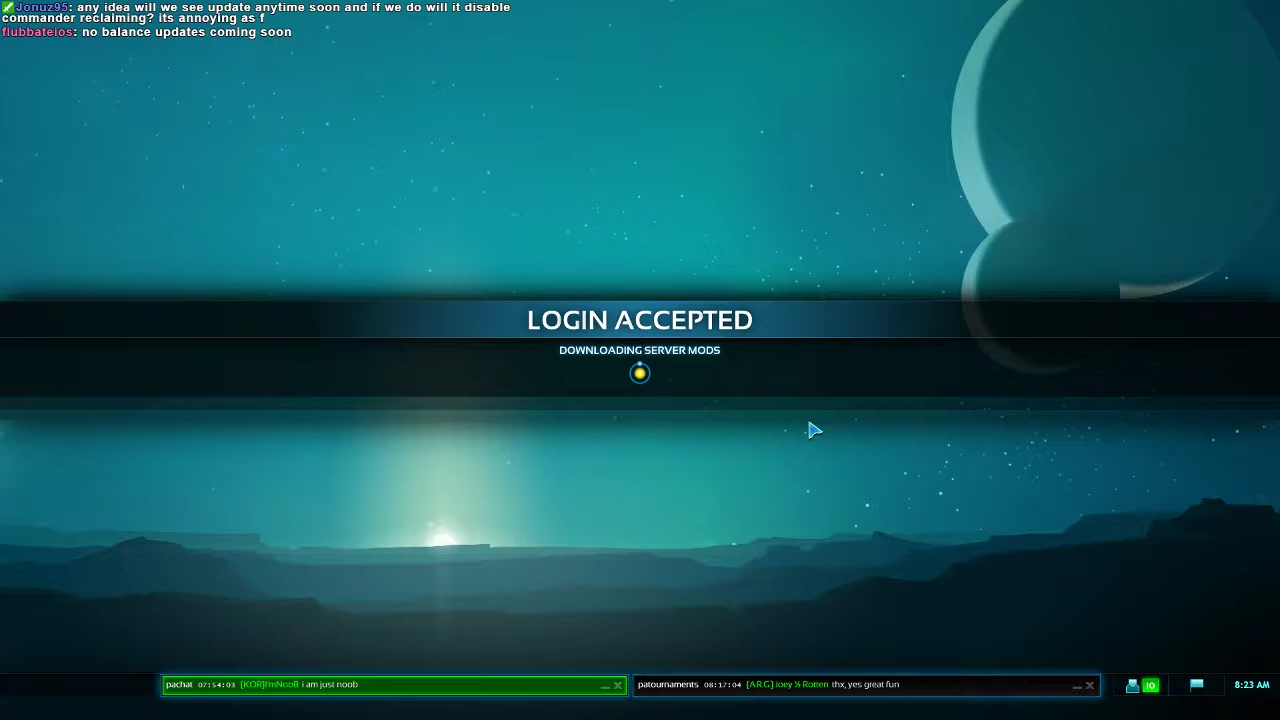 Jonuz95: any idea will we see update anytime soon and if we do will it disable
commander reclaiming? its annoying as f
flubbateios: no balance updates coming soon
LOGIN ACCEPTED
DOWNLOADING SERVER MODS
pachat 07:54:03 [KOR]I'mNooB i am just noob
patournaments 08:17:04 [ARG] Joey ½ Rotten thx, yes great fun
10
8:23 AM